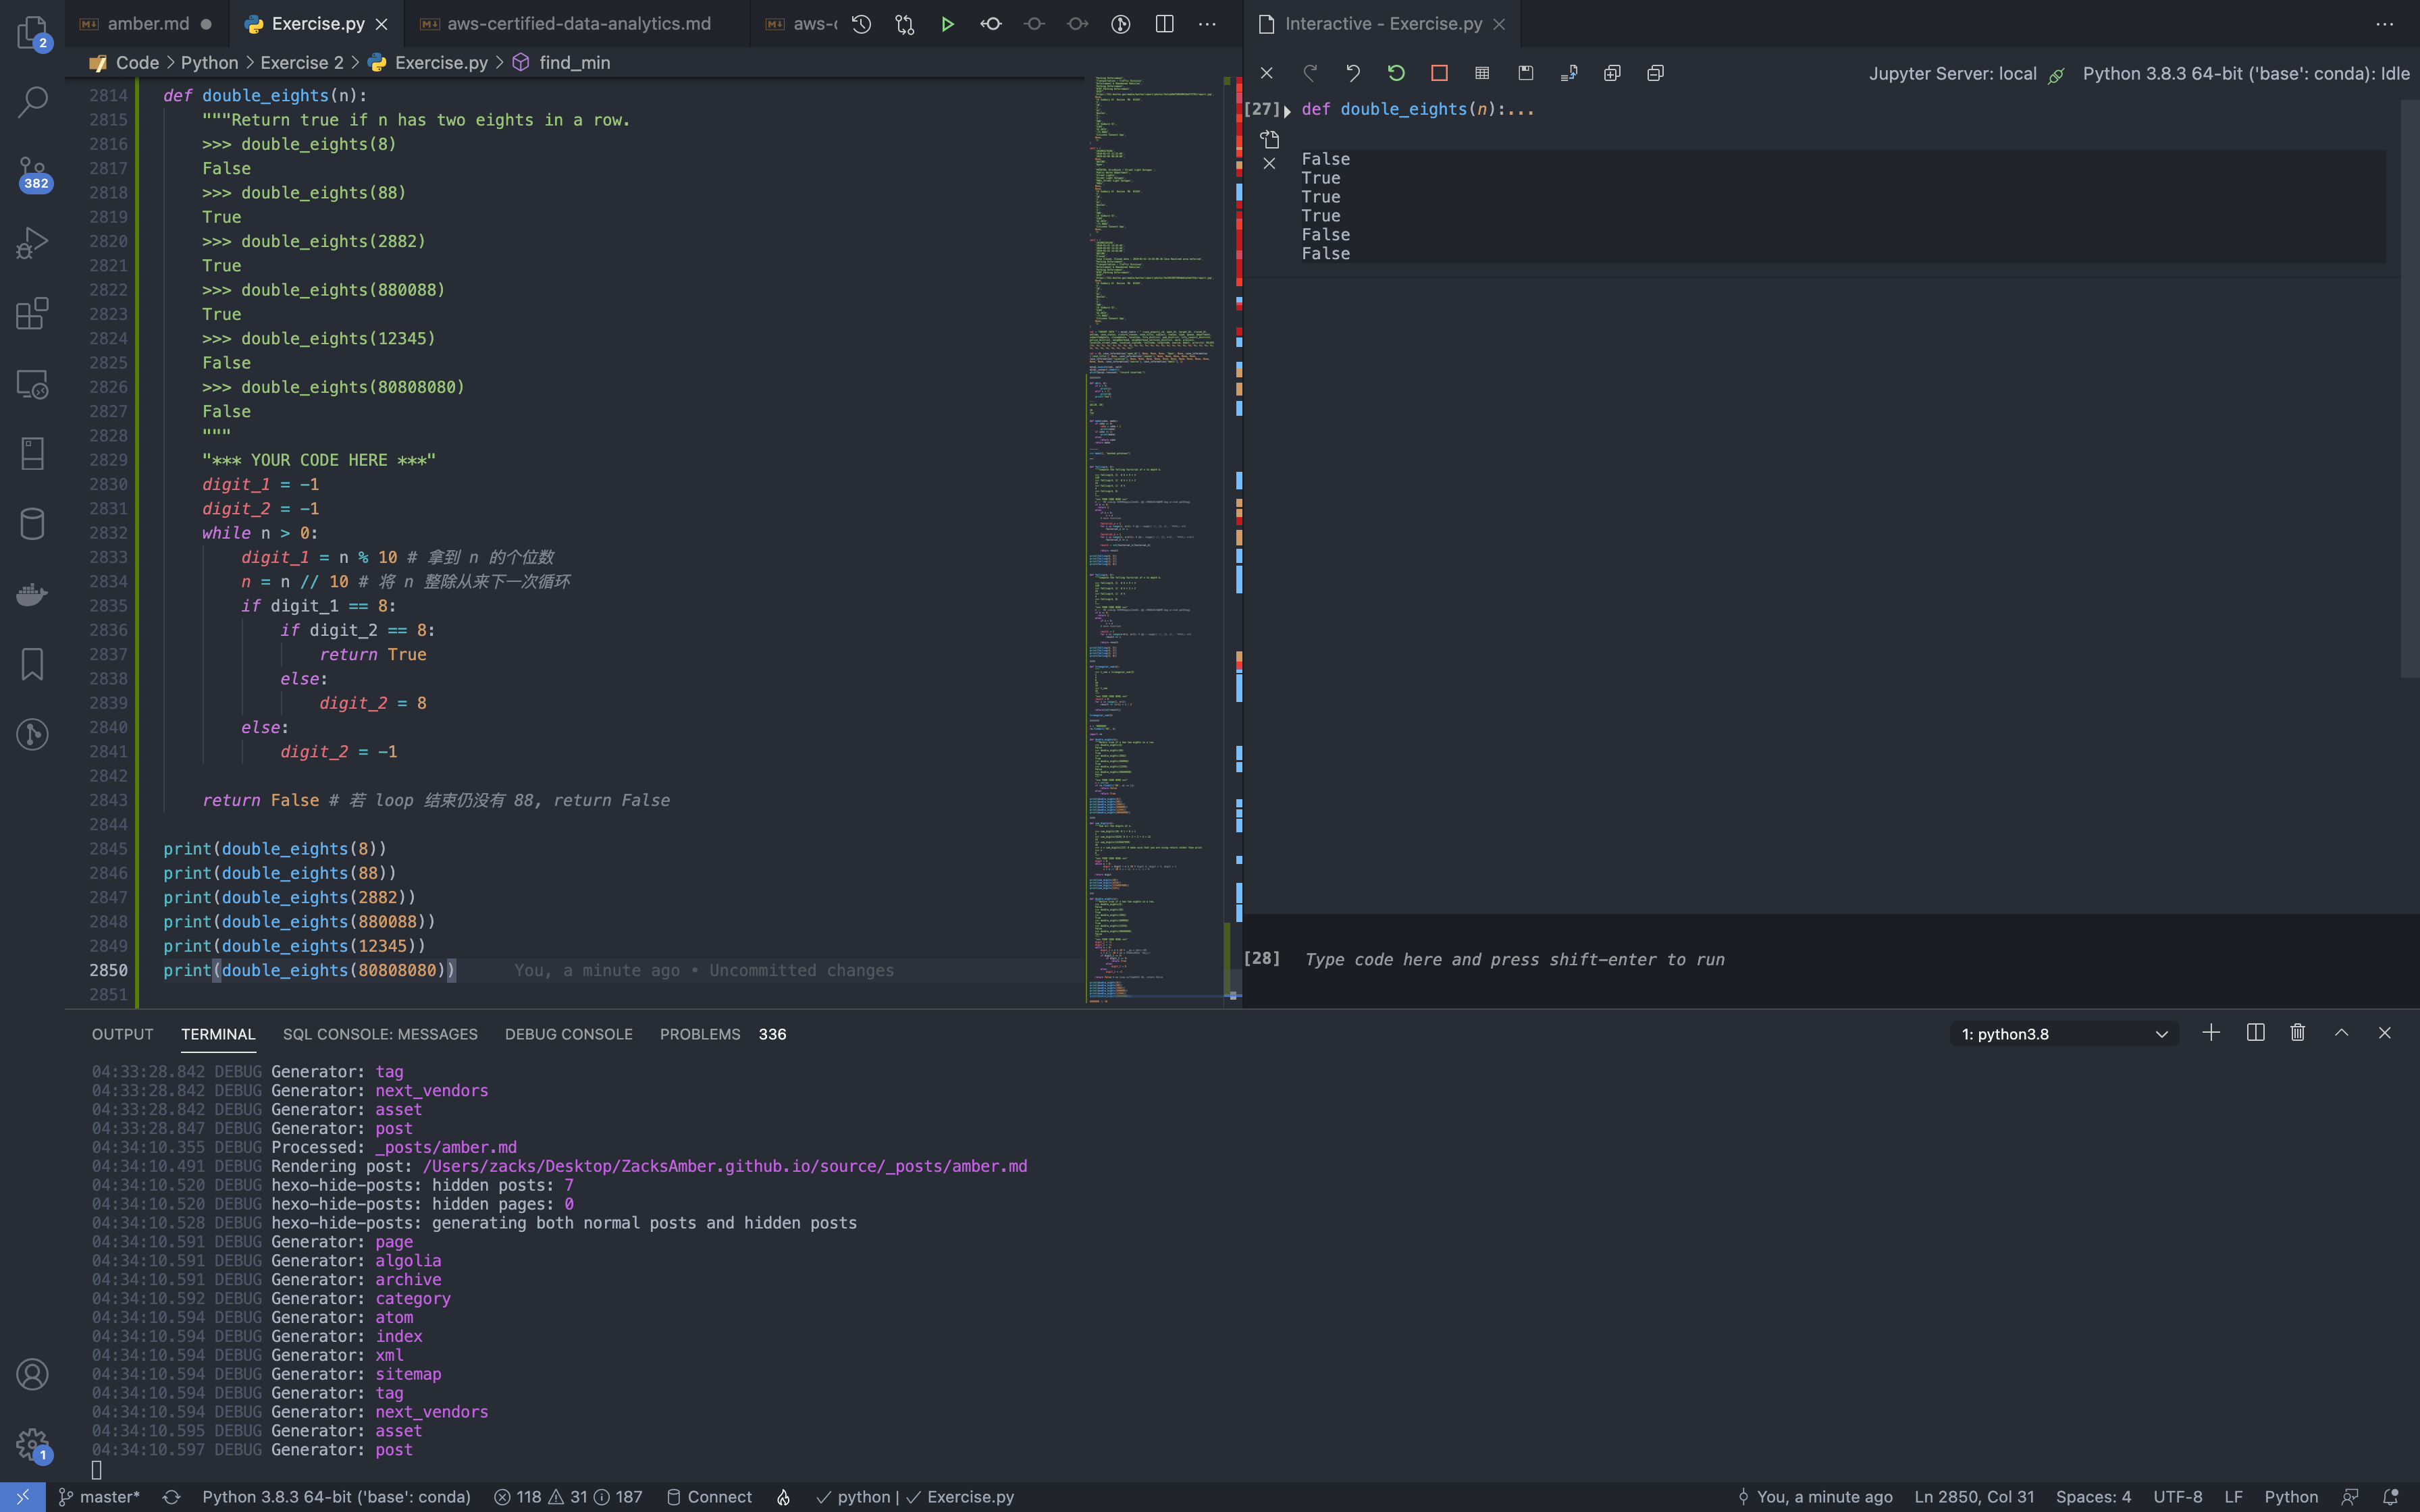 amber.md
Exercise.py
aws-certified-data-analytics.md
aws-c
Interactive - Exercise.py
2
Code > Python > Exercise 2 > Exercise.py > find_min
Jupyter Server: local
Python 3.8.3 64-bit ('base': conda): Idle
382
1
2814 def double_eights(n):
2815 """Return true if n has two eights in a row.
2816 >>> double_eights(8)
2817 False
2818 >>> double_eights(88)
2819 True
2820 >>> double_eights(2882)
2821 True
2822 >>> double_eights(880088)
2823 True
2824 >>> double_eights(12345)
2825 False
2826 >>> double_eights(80808080)
2827 False
2828 """
2829 "*** YOUR CODE HERE ***"
2830 digit_1 = -1
2831 digit_2 = -1
2832 while n > 0:
2833 digit_1 = n % 10 # 拿到 n 的个位数
2834 n = n // 10 # 将 n 整除从来下一次循环
2835 if digit_1 == 8:
2836 if digit_2 == 8:
2837 return True
2838 else:
2839 digit_2 = 8
2840 else:
2841 digit_2 = -1
2842
2843 return False # 若 loop 结束仍没有 88, return False
2844
2845 print(double_eights(8))
2846 print(double_eights(88))
2847 print(double_eights(2882))
2848 print(double_eights(880088))
2849 print(double_eights(12345))
2850 print(double_eights(80808080)) You, a minute ago • Uncommitted changes
2851
[27] def double_eights(n):...
False
True
True
True
False
False
[28] Type code here and press shift-enter to run
OUTPUT TERMINAL SQL CONSOLE: MESSAGES DEBUG CONSOLE PROBLEMS 336
1: python3.8
04:33:28.842 DEBUG Generator: tag
04:33:28.842 DEBUG Generator: next_vendors
04:33:28.842 DEBUG Generator: asset
04:33:28.847 DEBUG Generator: post
04:34:10.355 DEBUG Processed: _posts/amber.md
04:34:10.491 DEBUG Rendering post: /Users/zacks/Desktop/ZacksAmber.github.io/source/_posts/amber.md
04:34:10.520 DEBUG hexo-hide-posts: hidden posts: 7
04:34:10.520 DEBUG hexo-hide-posts: hidden pages: 0
04:34:10.528 DEBUG hexo-hide-posts: generating both normal posts and hidden posts
04:34:10.591 DEBUG Generator: page
04:34:10.591 DEBUG Generator: algolia
04:34:10.591 DEBUG Generator: archive
04:34:10.592 DEBUG Generator: category
04:34:10.594 DEBUG Generator: atom
04:34:10.594 DEBUG Generator: index
04:34:10.594 DEBUG Generator: xml
04:34:10.594 DEBUG Generator: sitemap
04:34:10.594 DEBUG Generator: tag
04:34:10.594 DEBUG Generator: next_vendors
04:34:10.595 DEBUG Generator: asset
04:34:10.597 DEBUG Generator: post
master* Python 3.8.3 64-bit ('base': conda) 118 31 187 Connect python | Exercise.py
You, a minute ago Ln 2850, Col 31 Spaces: 4 UTF-8 LF Python